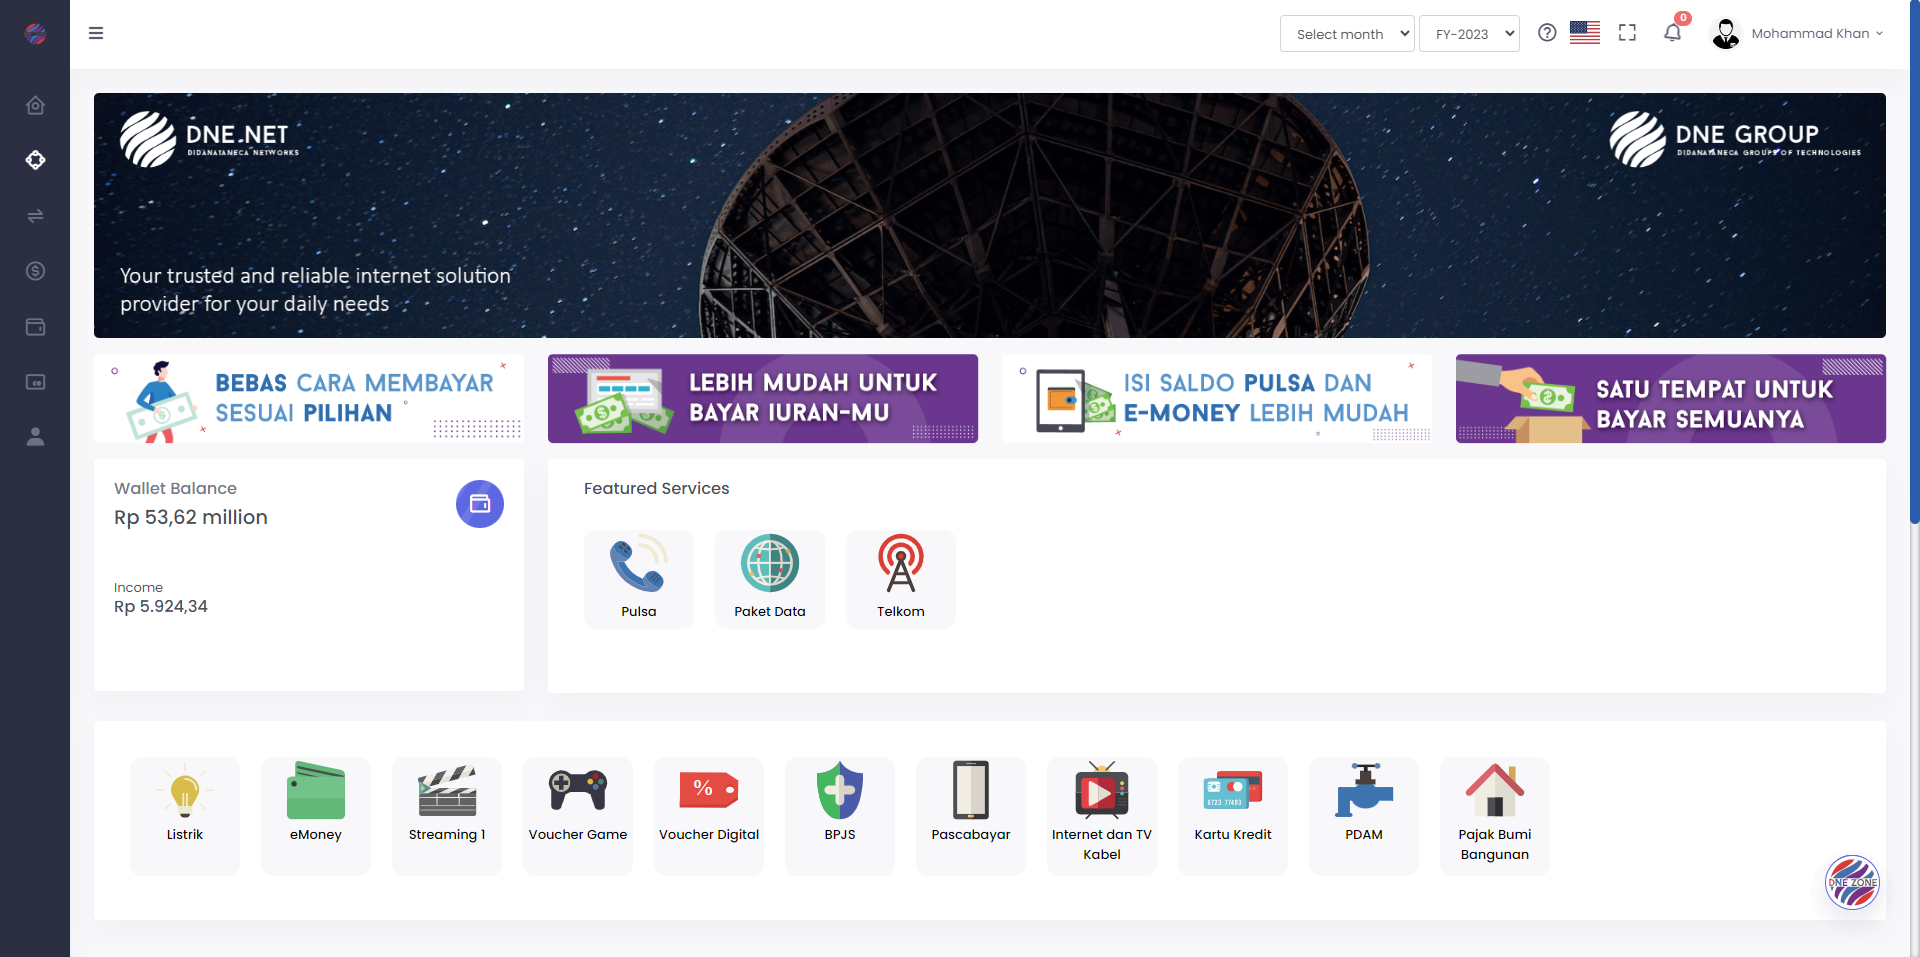 Select month
FY-2023
0
Mohammad Khan
DNE.NET
DIDANATANECA NETWORKS
DNE GROUP
DIDANATANECA GROUPS OF TECHNOLOGIES
Your trusted and reliable internet solution
provider for your daily needs
BEBAS CARA MEMBAYAR
SESUAI PILIHAN
LEBIH MUDAH UNTUK
BAYAR IURAN-MU
ISI SALDO PULSA DAN
E-MONEY LEBIH MUDAH
SATU TEMPAT UNTUK
BAYAR SEMUANYA
Wallet Balance
Rp 53,62 million
Income
Rp 5.924,34
Featured Services
Pulsa
Paket Data
Telkom
Listrik
eMoney
Streaming 1
Voucher Game
%
Voucher Digital
BPJS
Pascabayar
Internet dan TV
Kabel
6723 77493
Kartu Kredit
PDAM
Pajak Bumi
Bangunan
DNE ZONE